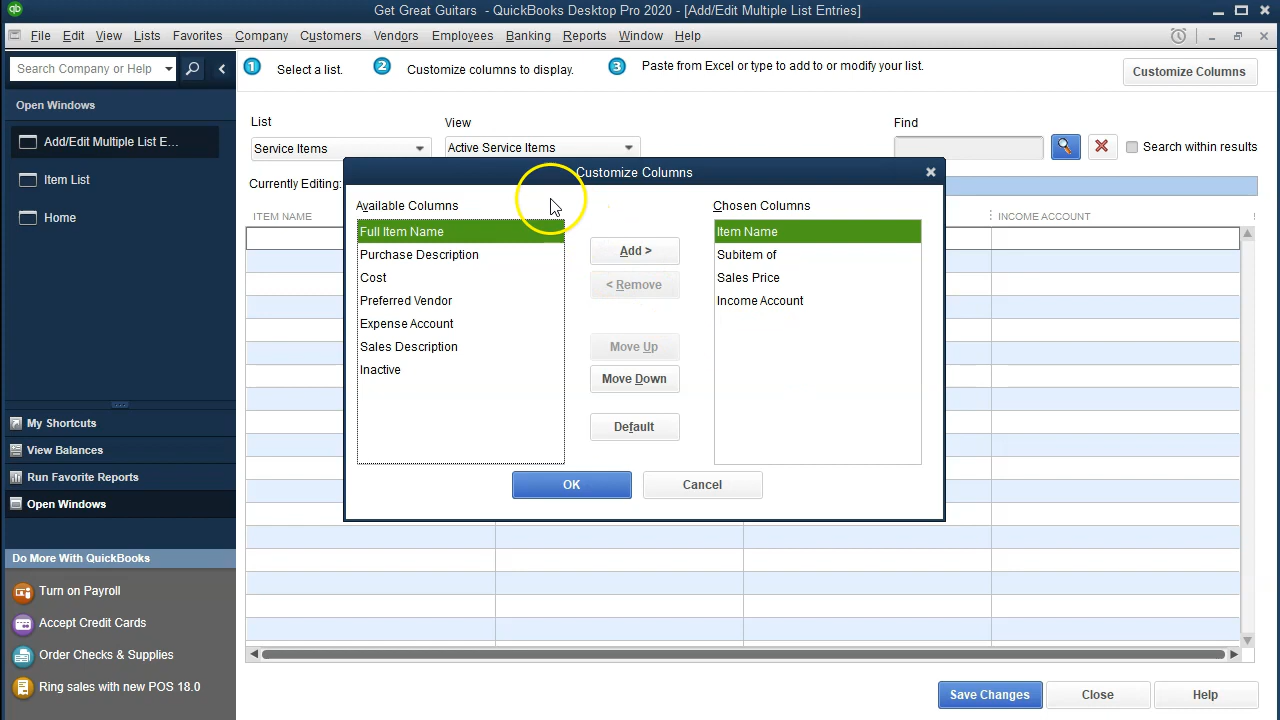 qb Get Great Guitars - QuickBooks Desktop Pro 2020 - [Add/Edit Multiple List Entries]
File Edit View Lists Favorites Company Customers Vendors Employees Banking Reports Window Help
Search Company or Help
1 Select a list. 2 Customize columns to display. 3 Paste from Excel or type to add to or modify your list.
Customize Columns
Open Windows
Add/Edit Multiple List E...
Item List
Home
My Shortcuts
View Balances
Run Favorite Reports
Open Windows
Do More With QuickBooks
Turn on Payroll
Accept Credit Cards
Order Checks & Supplies
Ring sales with new POS 18.0
List View Find
Service Items Active Service Items Search within results
Currently Editing:
ITEM NAME INCOME ACCOUNT
Customize Columns
Available Columns
Full Item Name
Purchase Description
Cost
Preferred Vendor
Expense Account
Sales Description
Inactive
Add >
< Remove
Move Up
Move Down
Default
Chosen Columns
Item Name
Subitem of
Sales Price
Income Account
OK Cancel
Save Changes Close Help